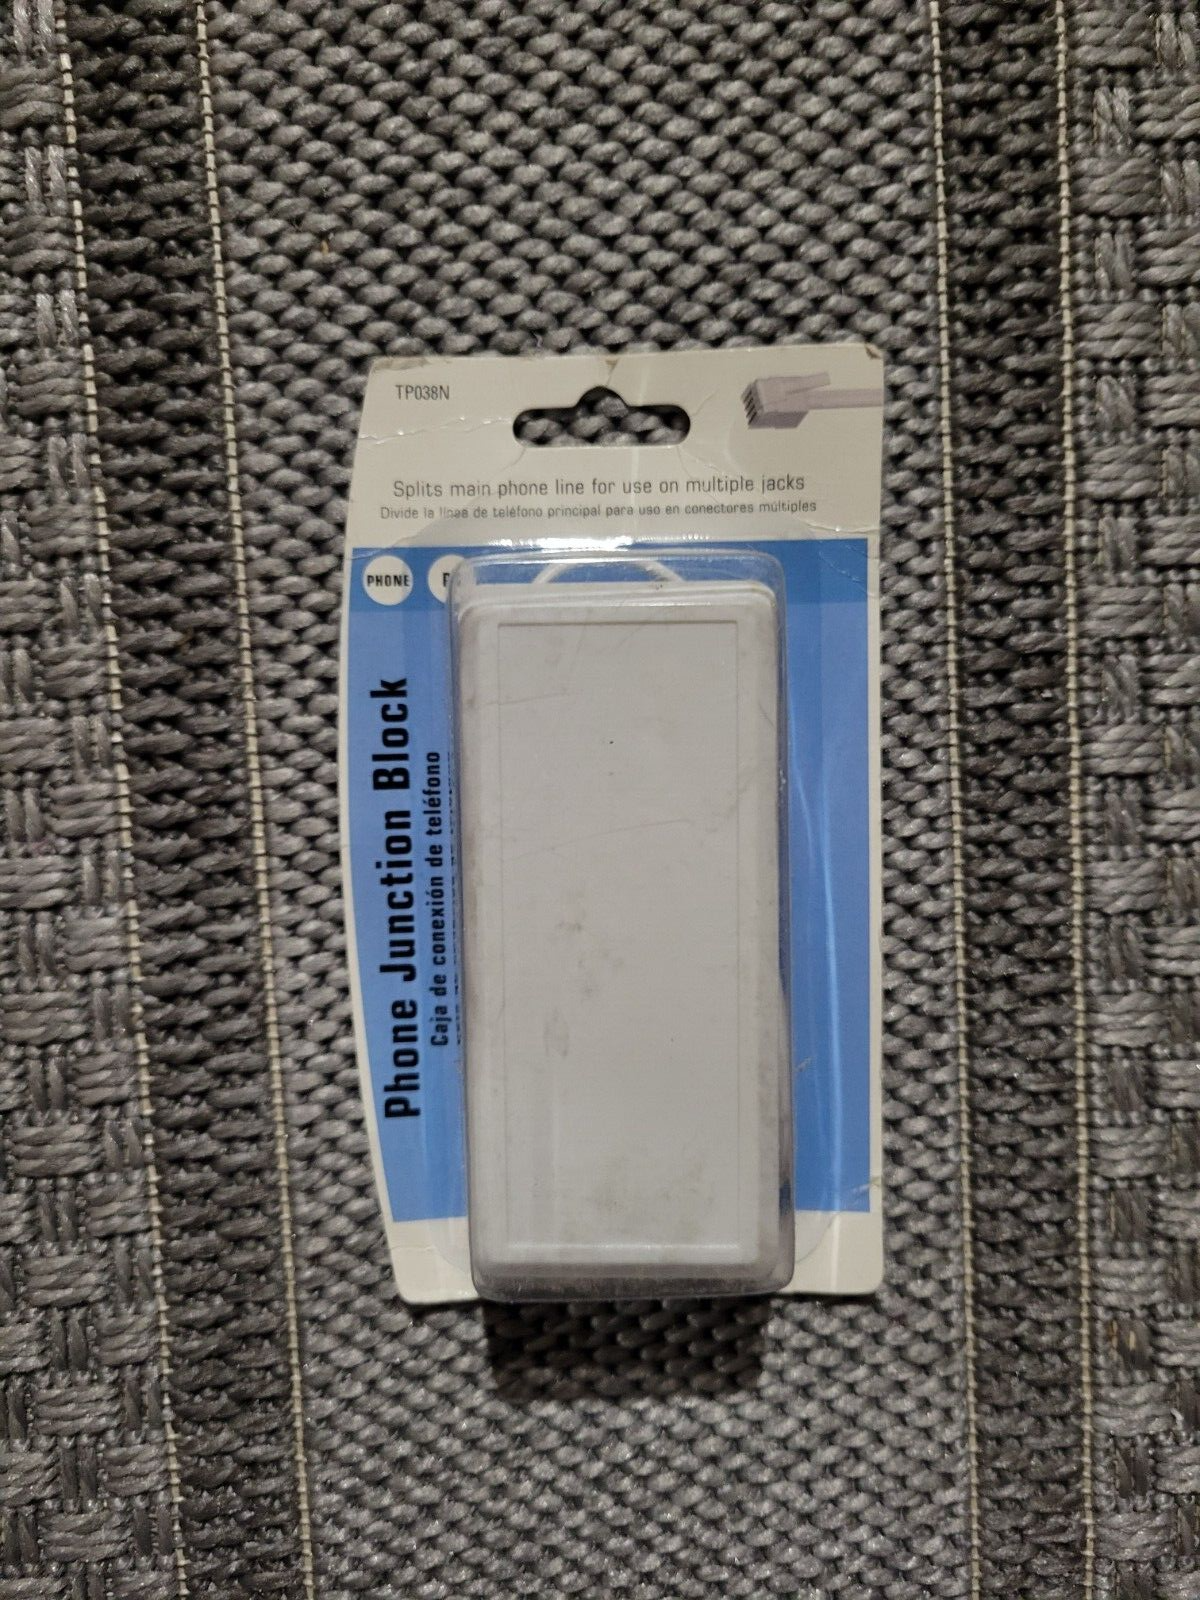 TP038N
Splits main phone line for use on multiple jacks
Divide la línea de teléfono principal para uso en conectores múltiples
PHONE
Phone Junction Block
Caja de conexión de teléfono